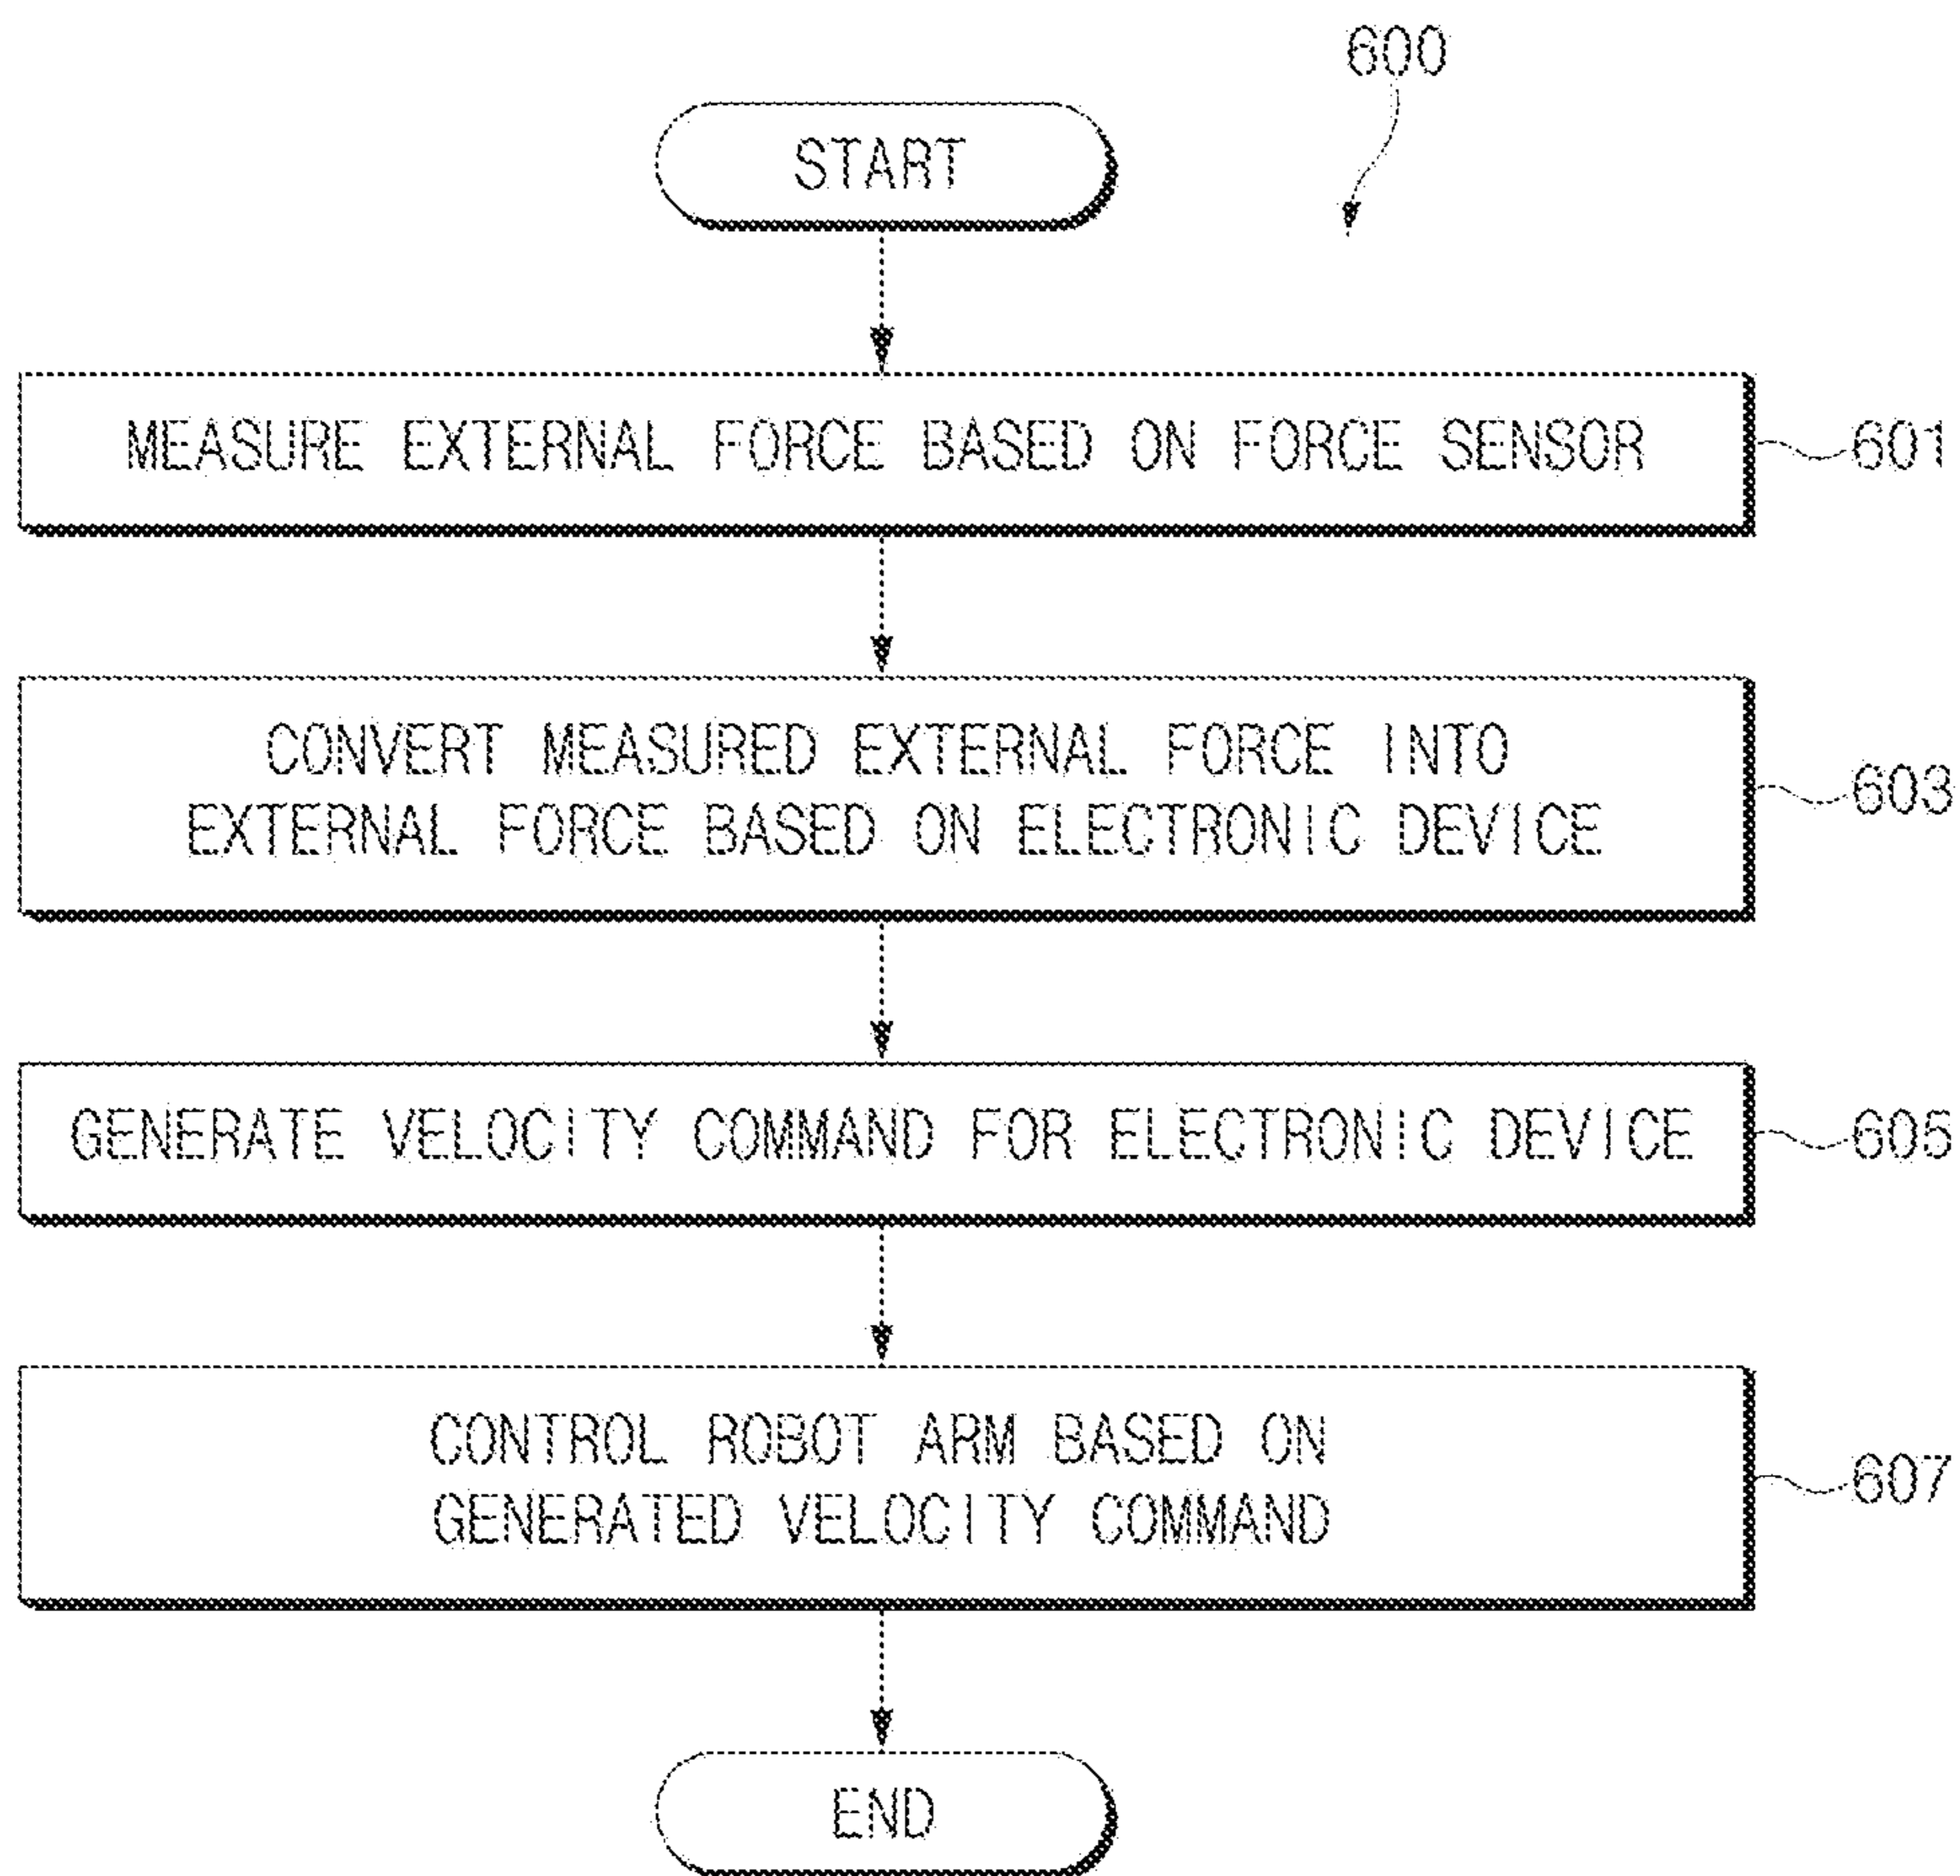 600
START
MEASURE EXTERNAL FORCE BASED ON FORCE SENSOR
601
CONVERT MEASURED EXTERNAL FORCE INTO
EXTERNAL FORCE BASED ON ELECTRONIC DEVICE
603
GENERATE VELOCITY COMMAND FOR ELECTRONIC DEVICE
605
CONTROL ROBOT ARM BASED ON
GENERATED VELOCITY COMMAND
607
END